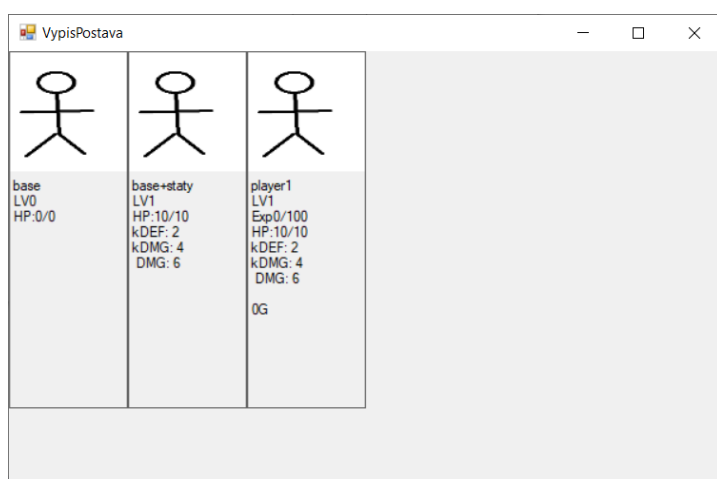 VypisPostava
base
LV0
HP:0/0
base+staty
LV1
HP:10/10
kDEF: 2
kDMG: 4
DMG: 6
player1
LV1
Exp0/100
HP:10/10
kDEF: 2
kDMG: 4
DMG: 6
0G